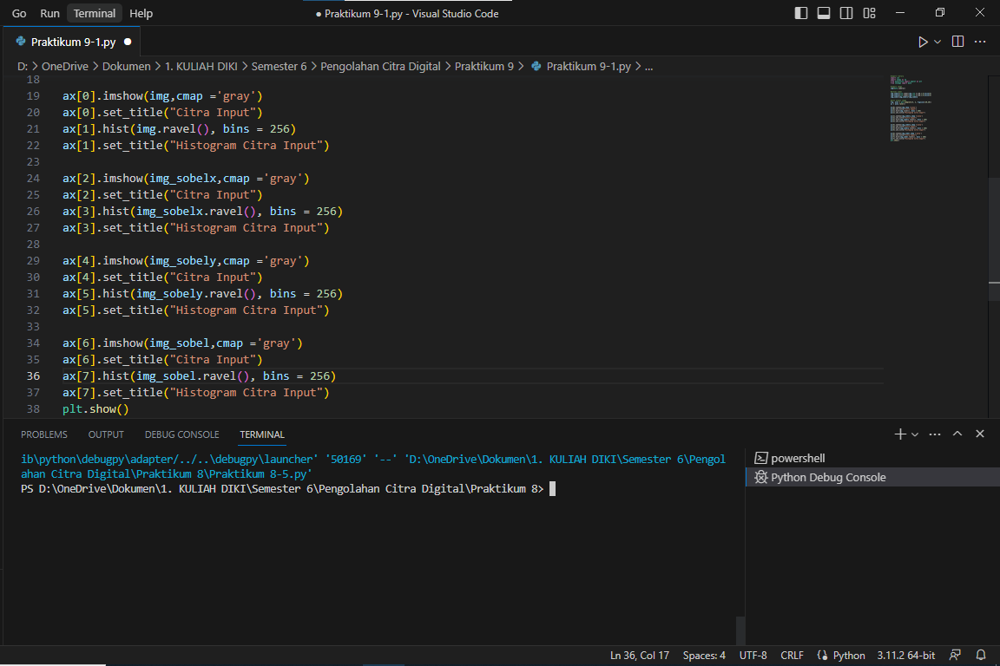 Go Run Terminal Help ● Praktikum 9-1.py - Visual Studio Code
Praktikum 9-1.py ●
D: > OneDrive > Dokumen > 1. KULIAH DIKI > Semester 6 > Pengolahan Citra Digital > Praktikum 9 > Praktikum 9-1.py > ...
18
19 ax[0].imshow(img,cmap ='gray')
20 ax[0].set_title("Citra Input")
21 ax[1].hist(img.ravel(), bins = 256)
22 ax[1].set_title("Histogram Citra Input")
23
24 ax[2].imshow(img_sobelx,cmap ='gray')
25 ax[2].set_title("Citra Input")
26 ax[3].hist(img_sobelx.ravel(), bins = 256)
27 ax[3].set_title("Histogram Citra Input")
28
29 ax[4].imshow(img_sobely,cmap ='gray')
30 ax[4].set_title("Citra Input")
31 ax[5].hist(img_sobely.ravel(), bins = 256)
32 ax[5].set_title("Histogram Citra Input")
33
34 ax[6].imshow(img_sobel,cmap ='gray')
35 ax[6].set_title("Citra Input")
36 ax[7].hist(img_sobel.ravel(), bins = 256)
37 ax[7].set_title("Histogram Citra Input")
38 plt.show()
PROBLEMS OUTPUT DEBUG CONSOLE TERMINAL
ib\python\debugpy\adapter/../..\debugpy\launcher' '50169' '--' 'D:\OneDrive\Dokumen\1. KULIAH DIKI\Semester 6\Pengol
ahan Citra Digital\Praktikum 8\Praktikum 8-5.py'
PS D:\OneDrive\Dokumen\1. KULIAH DIKI\Semester 6\Pengolahan Citra Digital\Praktikum 8>
powershell
Python Debug Console
Ln 36, Col 17 Spaces: 4 UTF-8 CRLF Python 3.11.2 64-bit